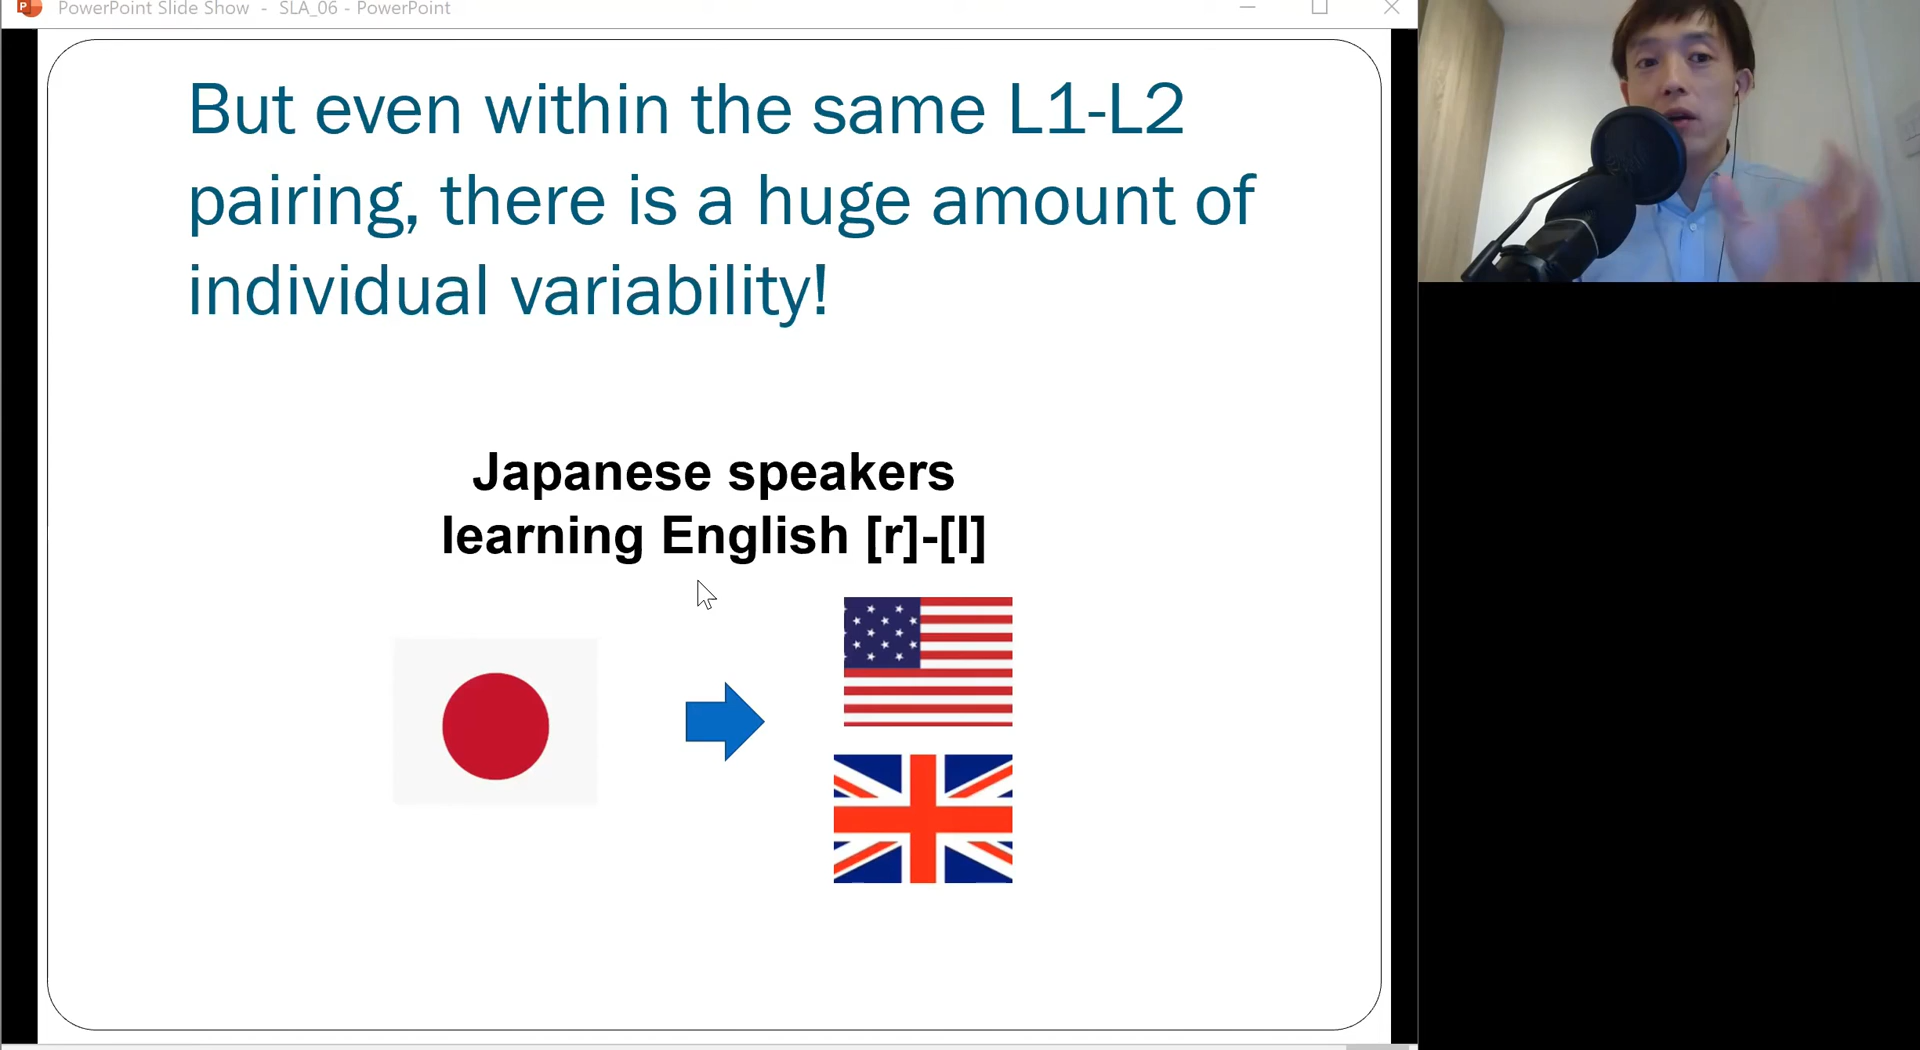 PowerPoint Slide Show - SLA_06 - PowerPoint
But even within the same L1-L2
pairing, there is a huge amount of
individual variability!
Japanese speakers
learning English [r]-[l]